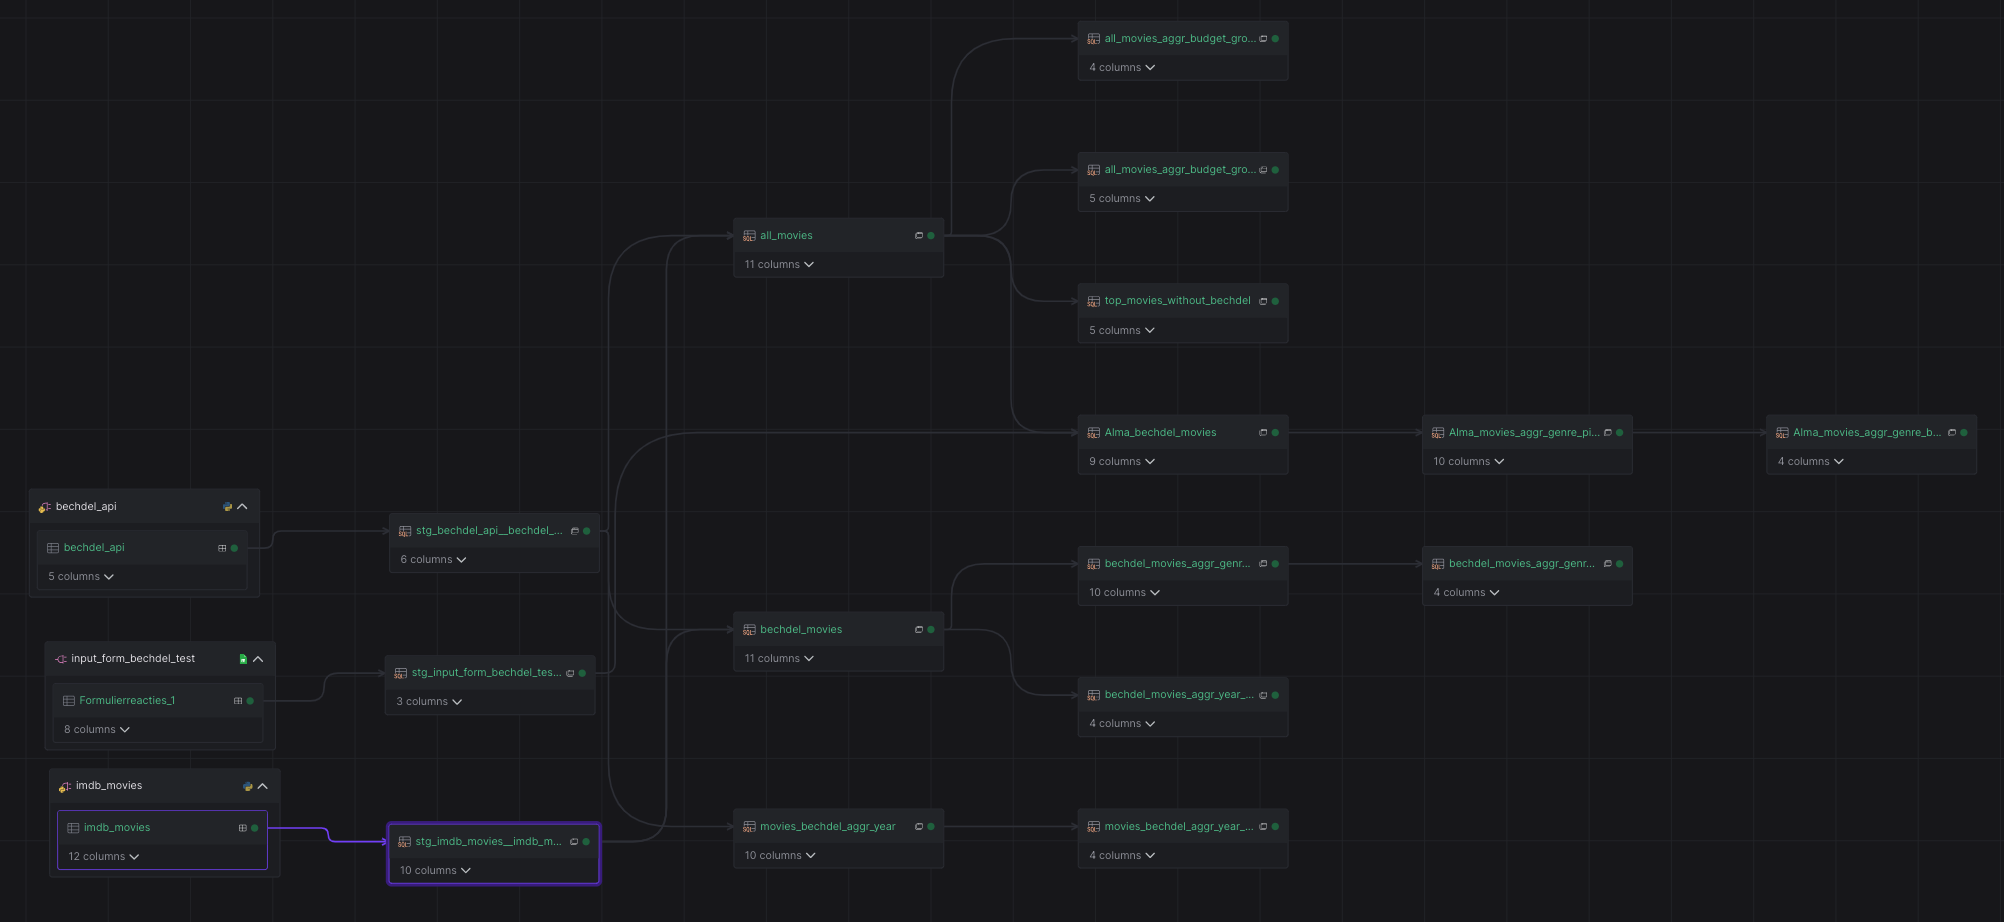 all_movies_aggr_budget_gro...
4 columns
all_movies_aggr_budget_gro...
5 columns
all_movies
11 columns
top_movies_without_bechdel
5 columns
Alma_bechdel_movies
9 columns
Alma_movies_aggr_genre_pi...
10 columns
Alma_movies_aggr_genre_b...
4 columns
bechdel_api
bechdel_api
5 columns
stg_bechdel_api__bechdel_...
6 columns
bechdel_movies_aggr_genr...
10 columns
bechdel_movies_aggr_genr...
4 columns
bechdel_movies
11 columns
input_form_bechdel_test
Formulierreacties_1
8 columns
stg_input_form_bechdel_tes...
3 columns
bechdel_movies_aggr_year_...
4 columns
imdb_movies
imdb_movies
12 columns
stg_imdb_movies__imdb_m...
10 columns
movies_bechdel_aggr_year
10 columns
movies_bechdel_aggr_year_...
4 columns